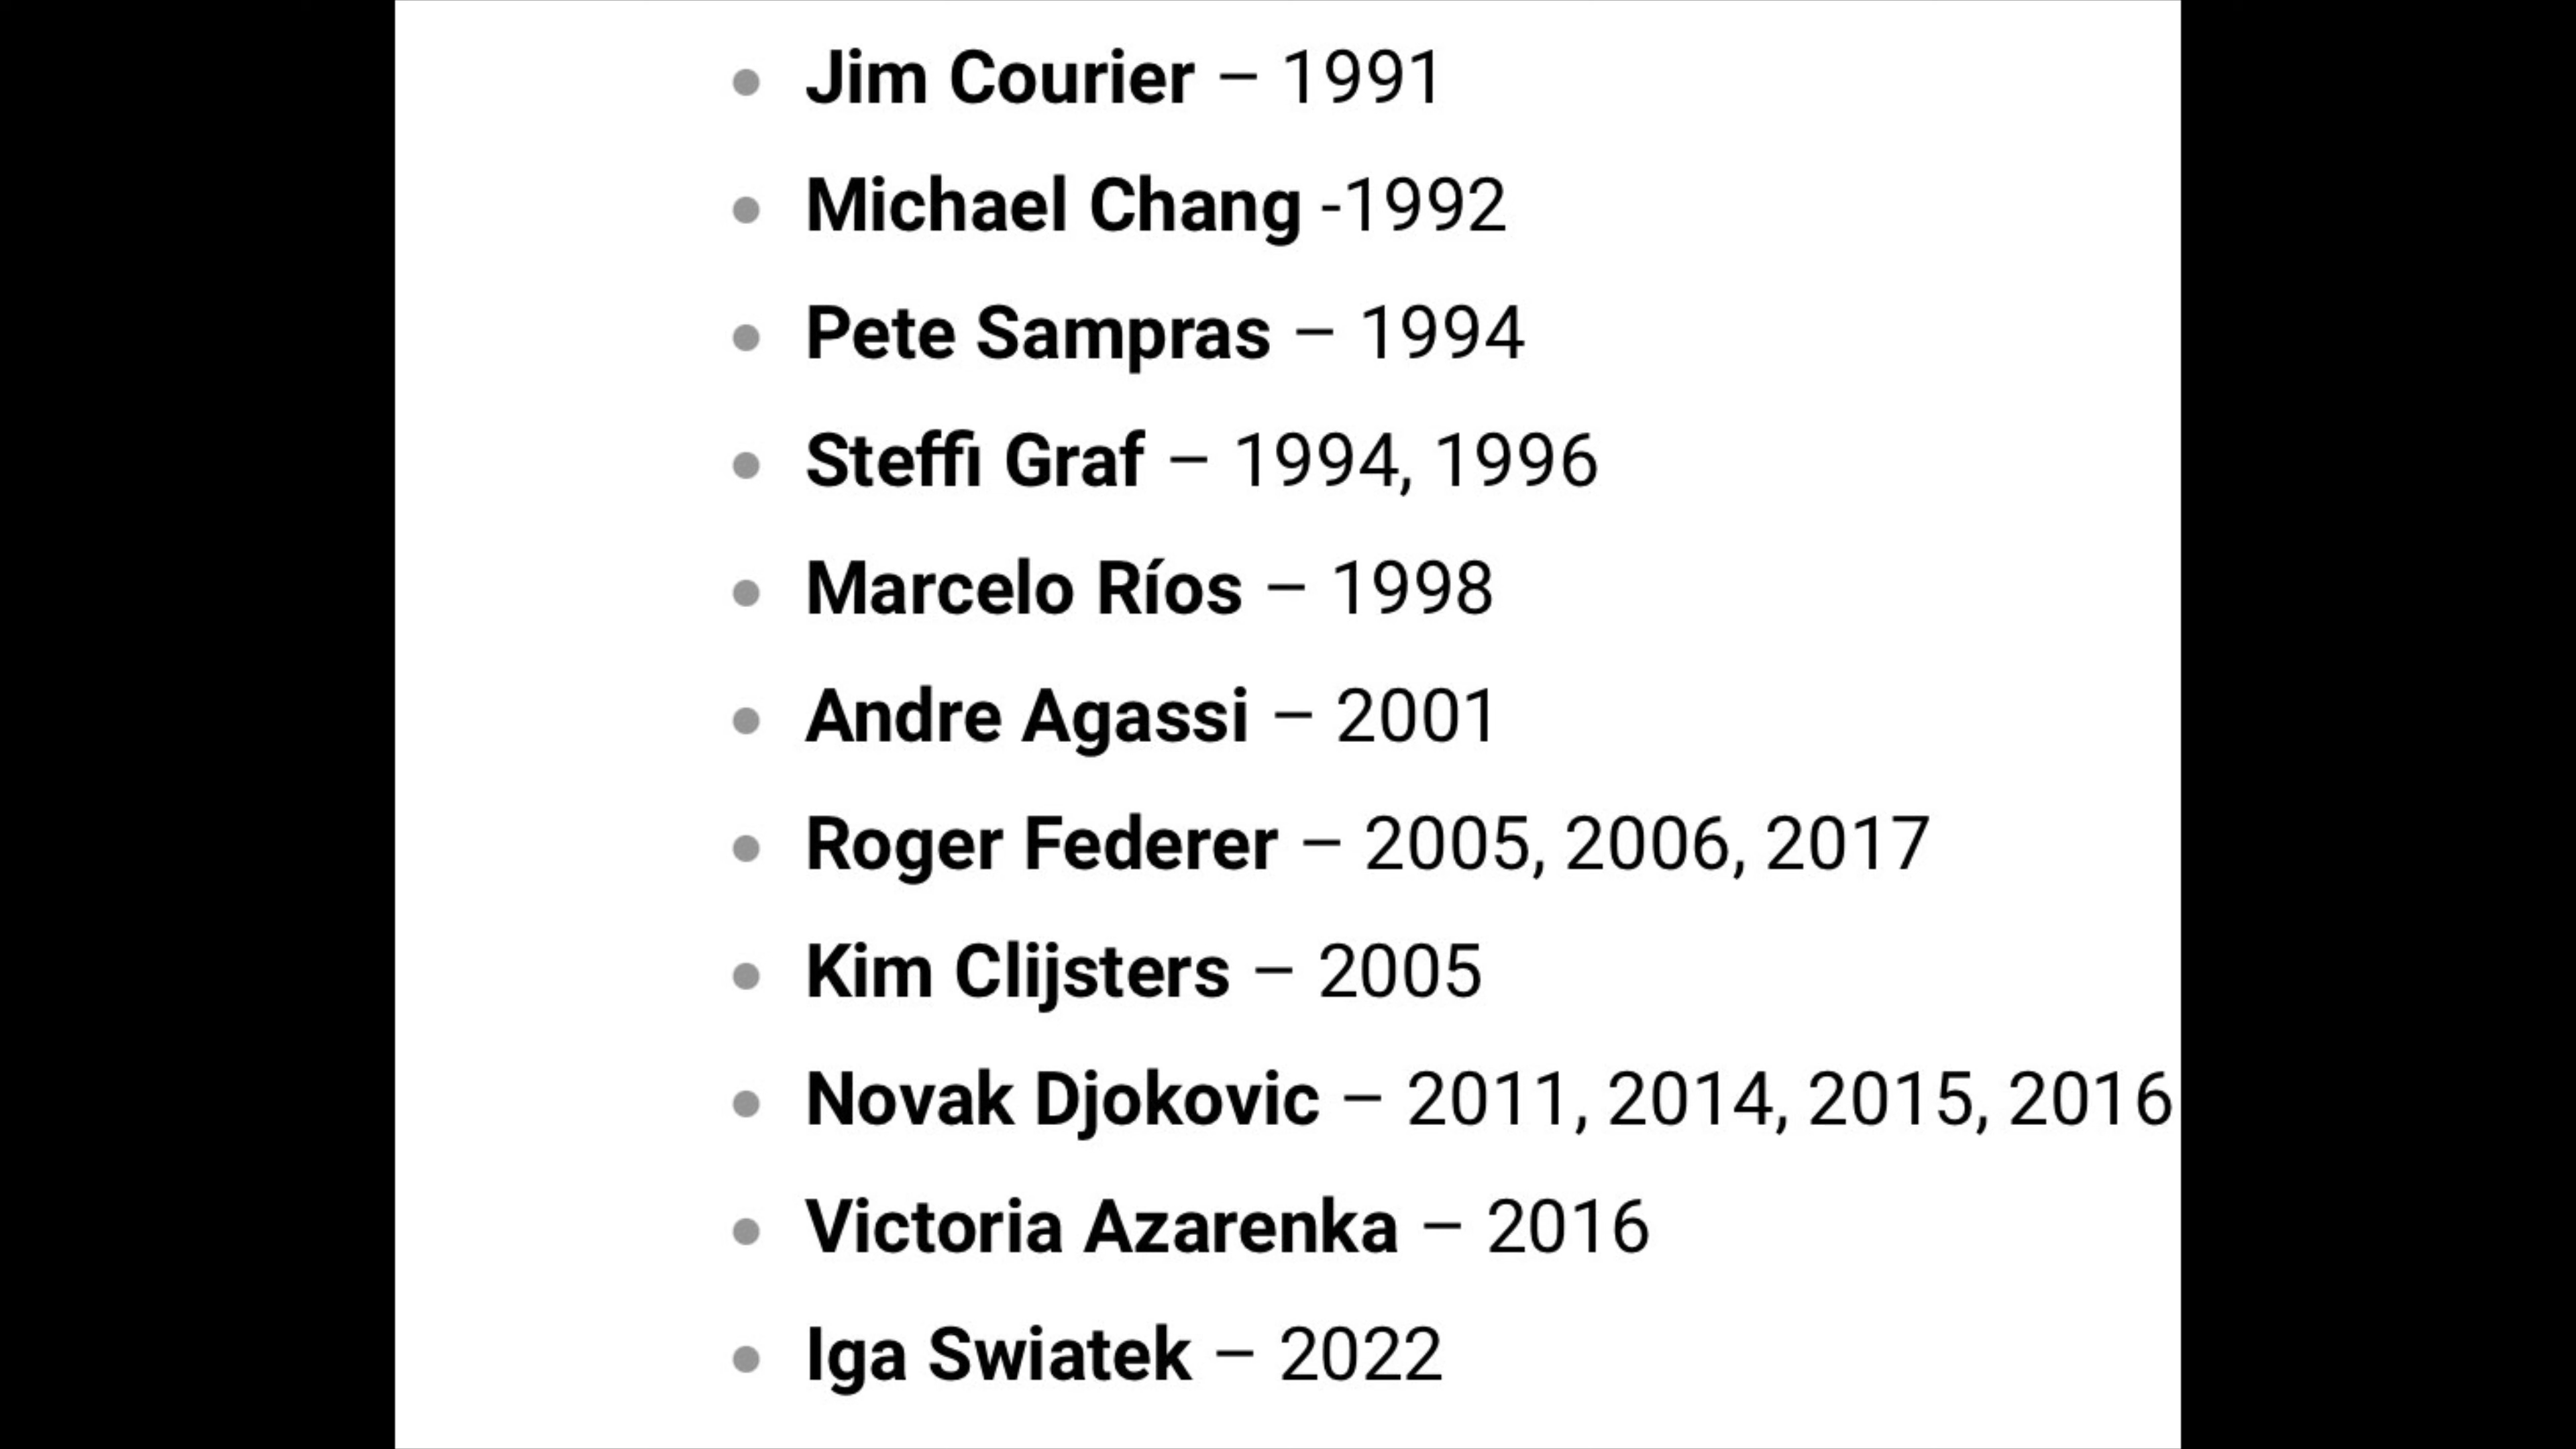 • Jim Courier – 1991
• Michael Chang -1992
• Pete Sampras – 1994
• Steffi Graf – 1994, 1996
• Marcelo Ríos – 1998
• Andre Agassi – 2001
• Roger Federer – 2005, 2006, 2017
• Kim Clijsters – 2005
• Novak Djokovic – 2011, 2014, 2015, 2016
• Victoria Azarenka – 2016
• Iga Swiatek – 2022